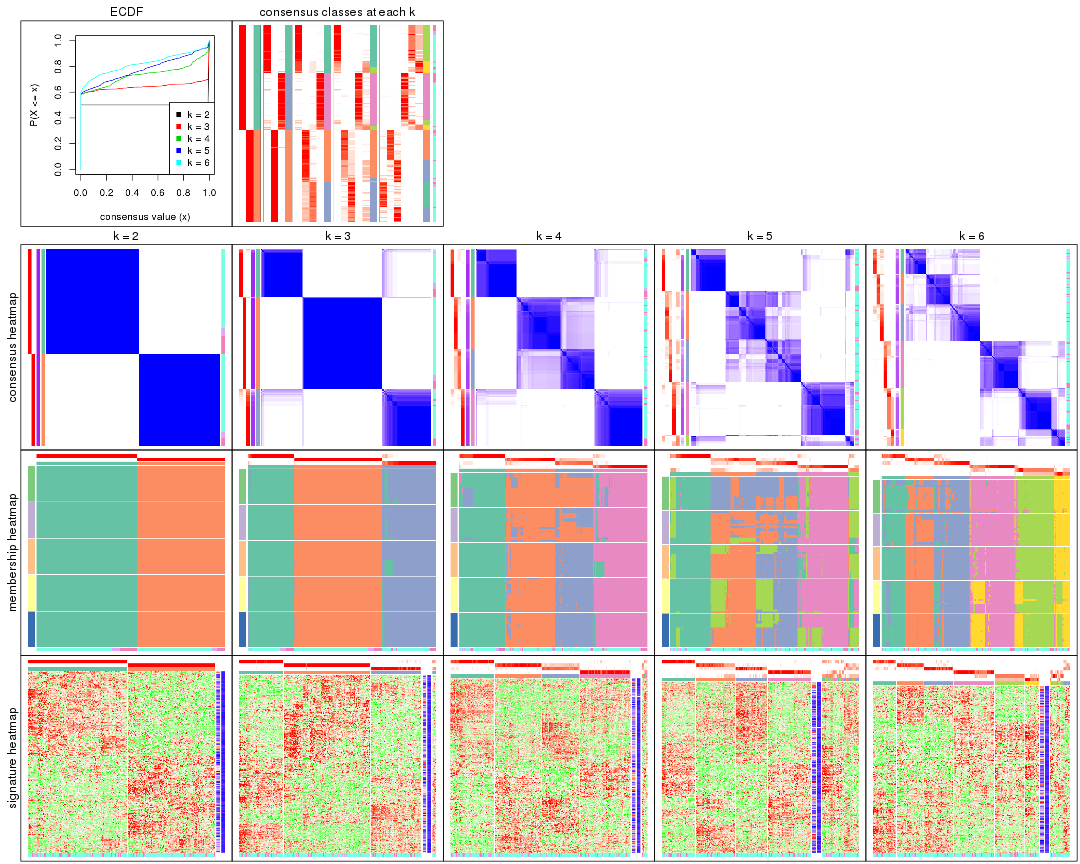 ECDF
consensus classes at each k
P(X <= x)
0.0 0.2 0.4 0.6 0.8 1.0
k = 2
k = 3
k = 4
k = 5
k = 6
0.0 0.2 0.4 0.6 0.8 1.0
consensus value (x)
k = 2
k = 3
k = 4
k = 5
k = 6
consensus heatmap
membership heatmap
signature heatmap